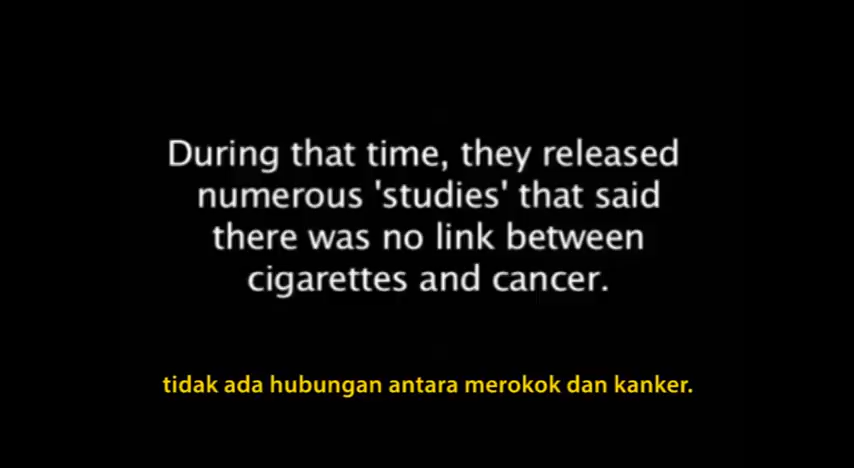 During that time, they released
numerous 'studies' that said
there was no link between
cigarettes and cancer.
tidak ada hubungan antara merokok dan kanker.